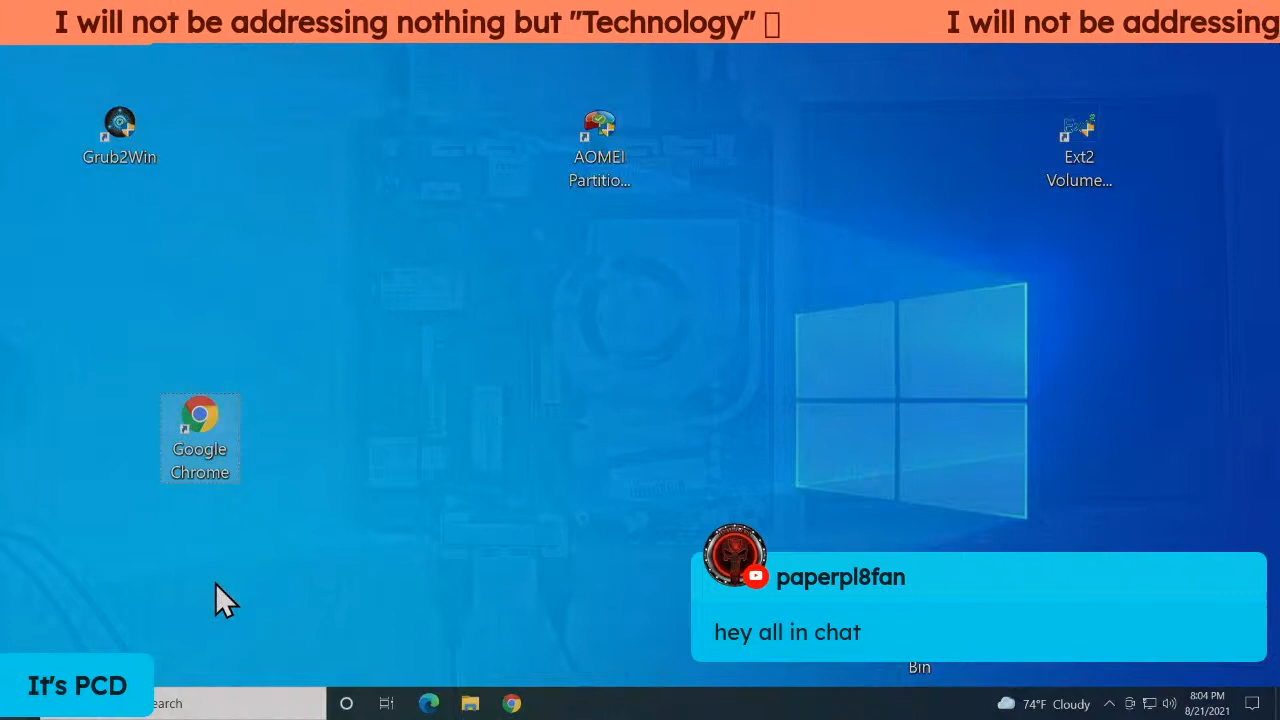 I will not be addressing nothing but "Technology" I will not be addressing
Grub2Win
AOMEI
Partitio...
Ext2
Volume...
Google
Chrome
paperpl8fan
hey all in chat
Bin
It's PCD
earch
74°F Cloudy
8:04 PM
8/21/2021